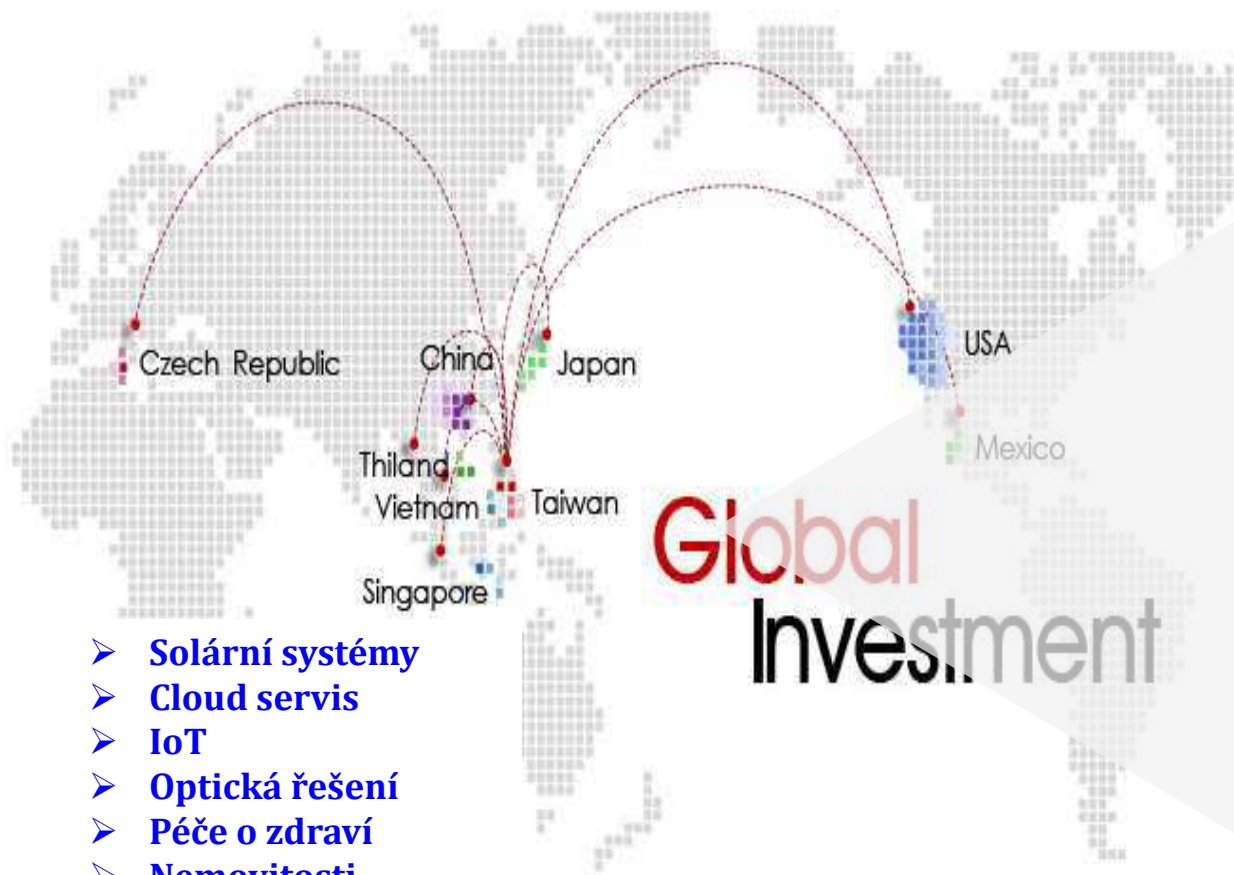 Czech Republic
China
Japan
USA
Mexico
Thiland
Vietnam
Taiwan
Singapore
Global
Investment
➢ Solární systémy
➢ Cloud servis
➢ IoT
➢ Optická řešení
➢ Péče o zdraví
➢ Nemovitosti